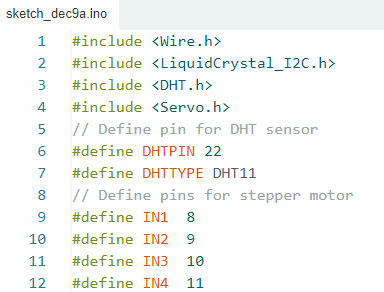 sketch_dec9a.ino
1 #include <Wire.h>
2 #include <LiquidCrystal_I2C.h>
3 #include <DHT.h>
4 #include <Servo.h>
5 // Define pin for DHT sensor
6 #define DHTPIN 22
7 #define DHTTYPE DHT11
8 // Define pins for stepper motor
9 #define IN1  8
10 #define IN2  9
11 #define IN3  10
12 #define IN4  11